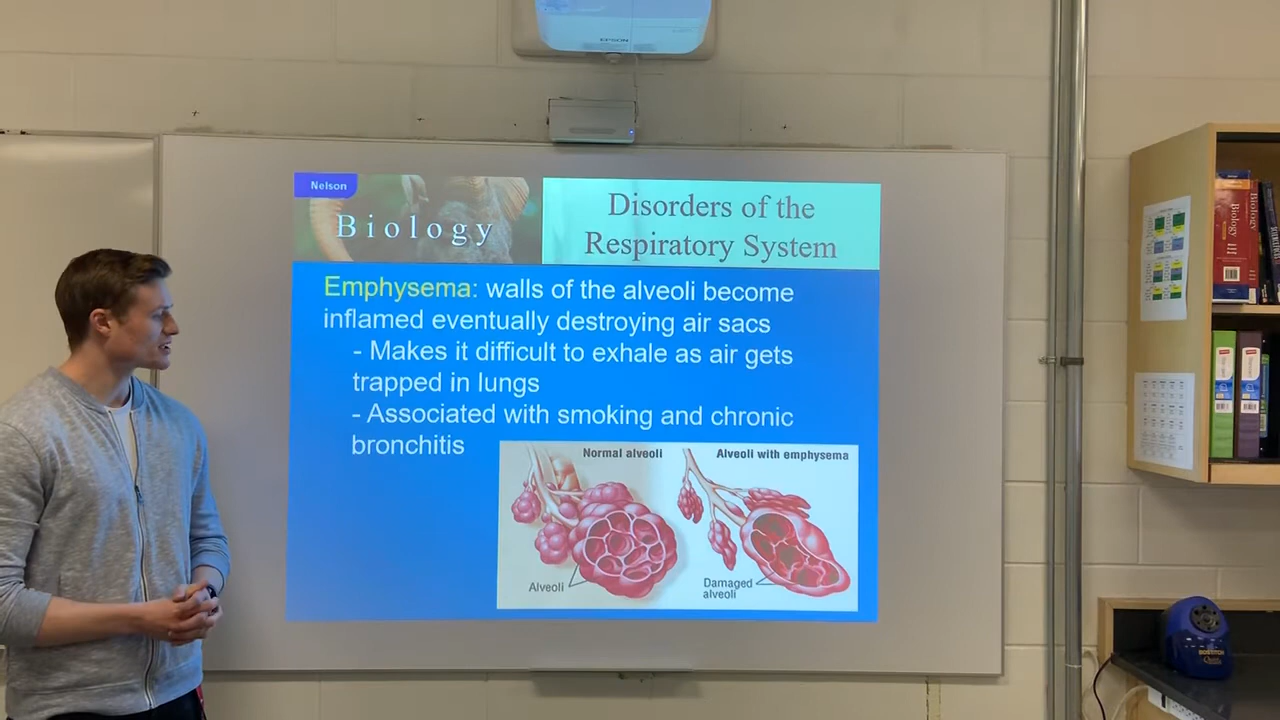 EPSON
Nelson
Biology
Disorders of the
Respiratory System
Emphysema: walls of the alveoli become
inflamed eventually destroying air sacs
- Makes it difficult to exhale as air gets
trapped in lungs
- Associated with smoking and chronic
bronchitis
Normal alveoli
Alveoli with emphysema
Alveoli
Damaged
alveoli
Biology III
Biology
BOSTITCH